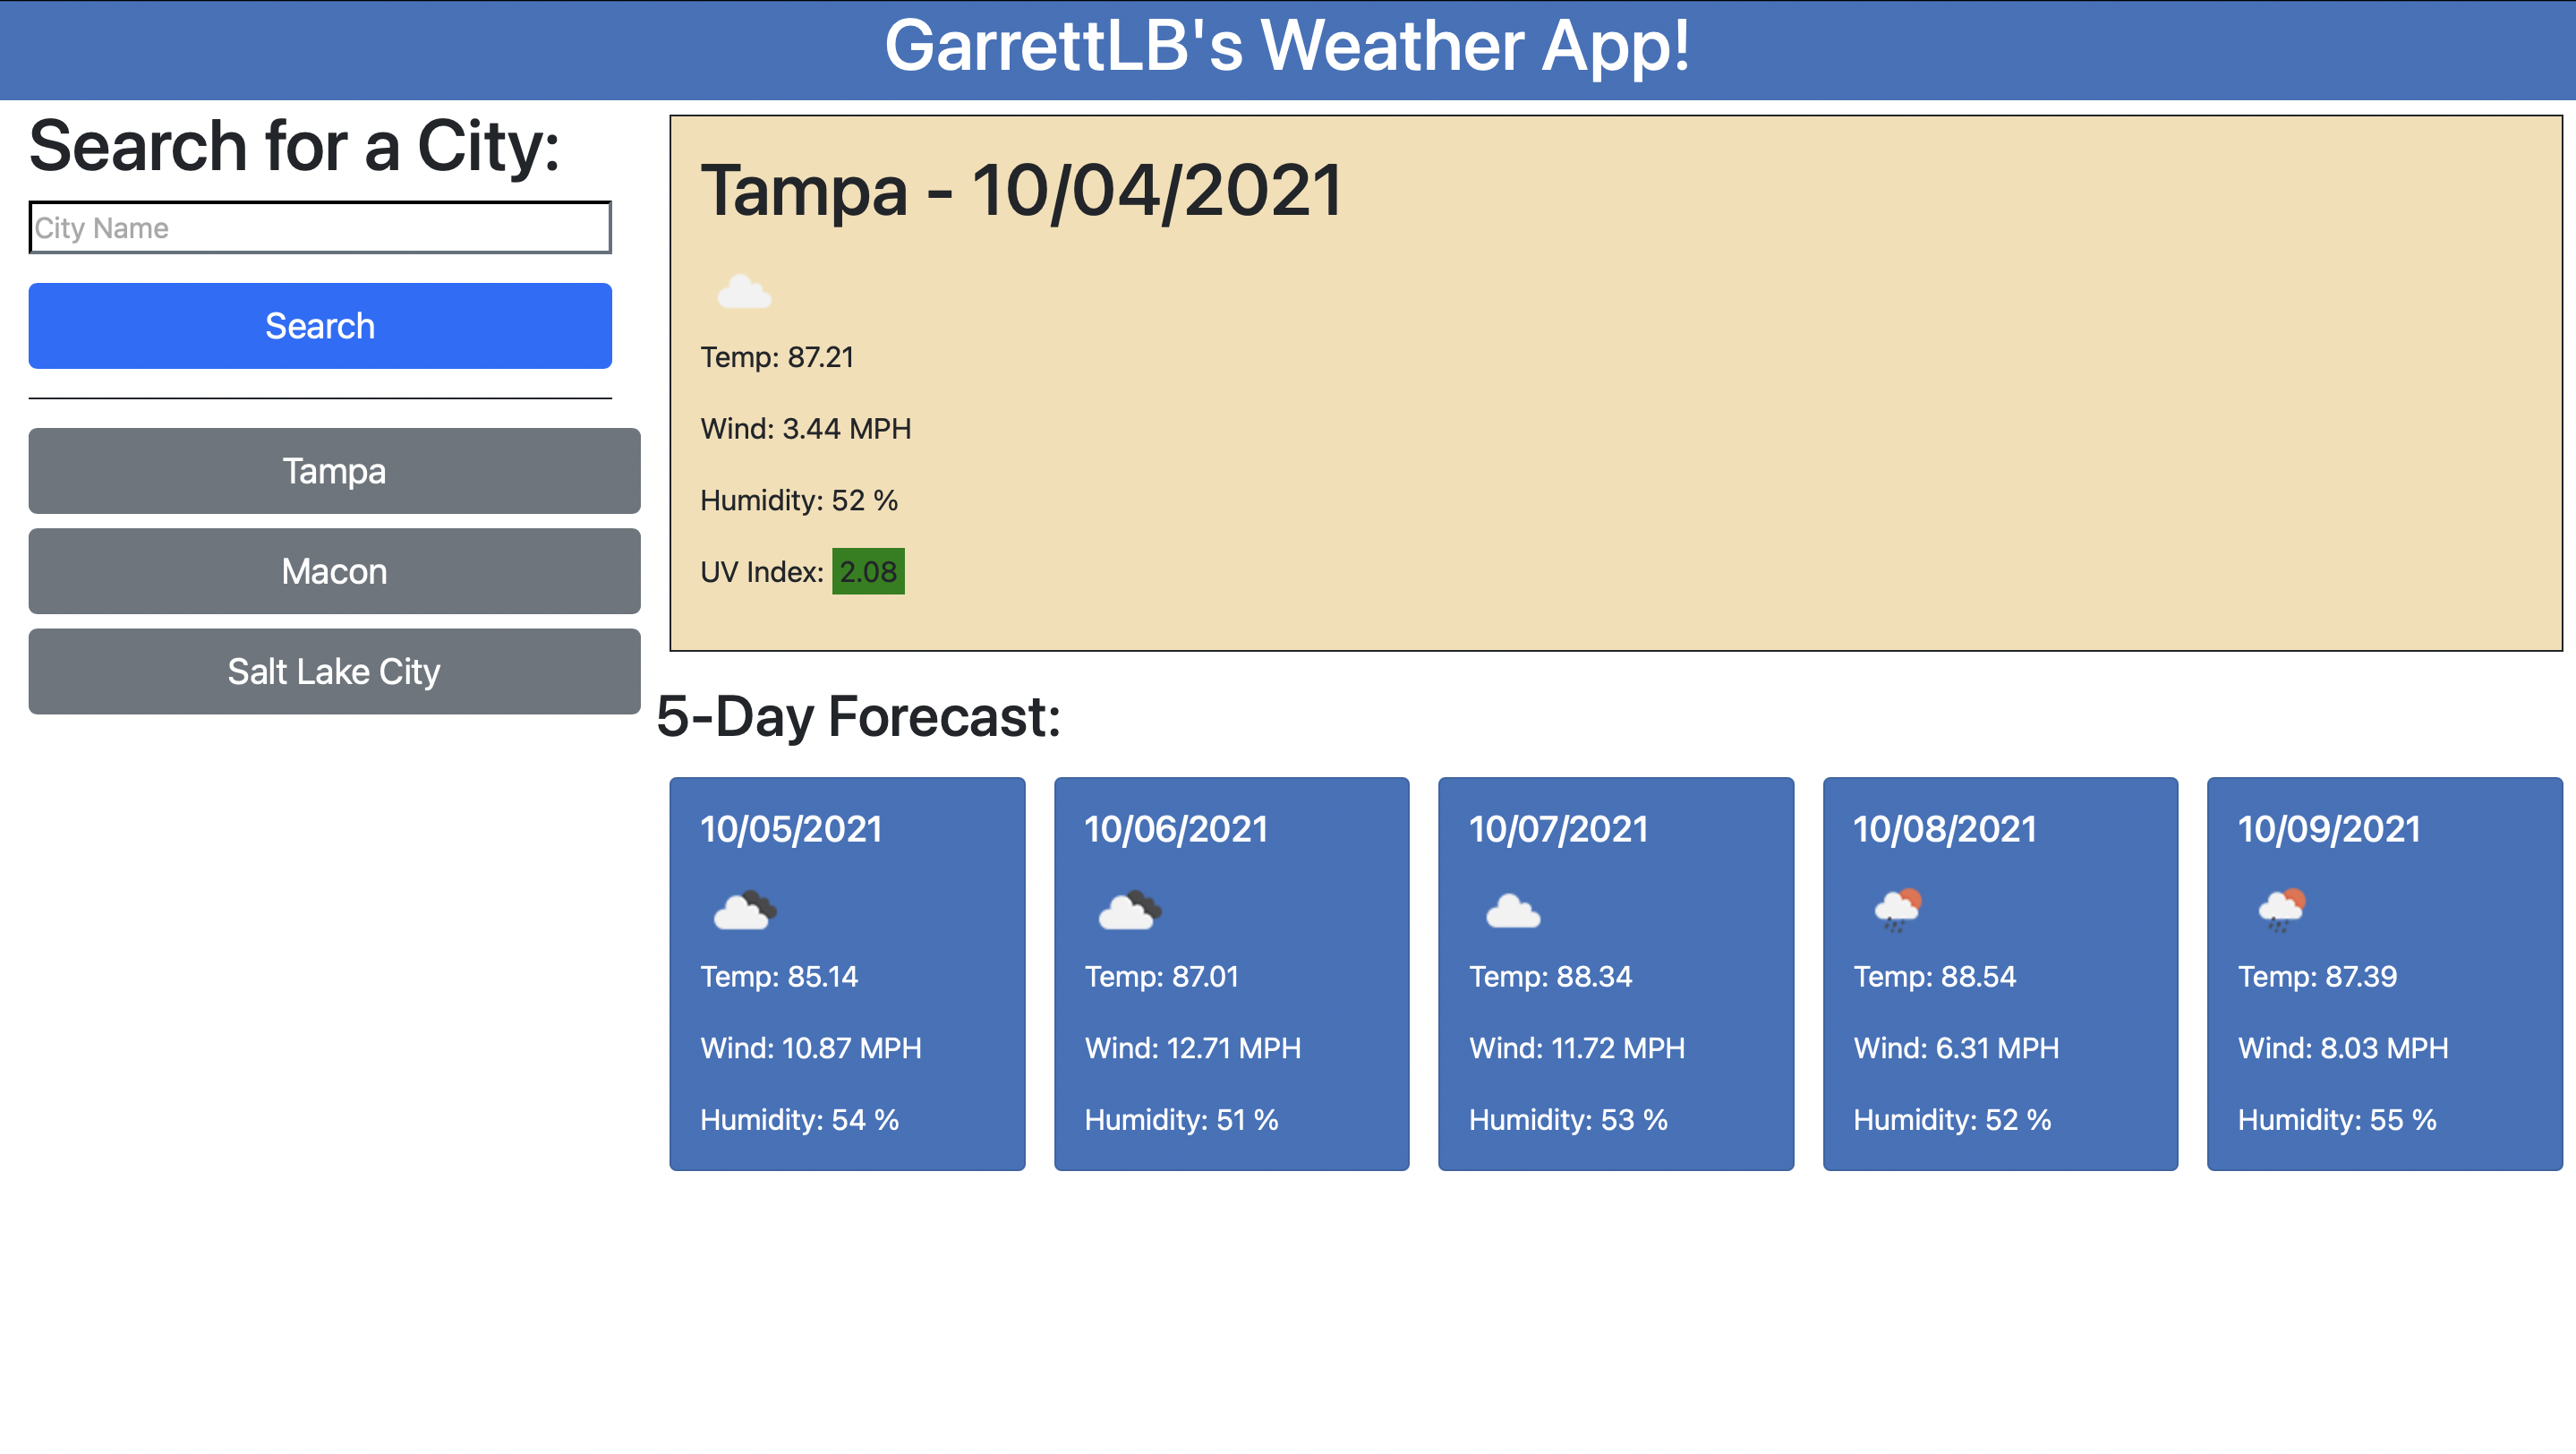 GarrettLB's Weather App!
Search for a City:
City Name
Search
Tampa
Macon
Salt Lake City
Tampa - 10/04/2021
Temp: 87.21
Wind: 3.44 MPH
Humidity: 52 %
UV Index: 2.08
5-Day Forecast:
10/05/2021
Temp: 85.14
Wind: 10.87 MPH
Humidity: 54 %
10/06/2021
Temp: 87.01
Wind: 12.71 MPH
Humidity: 51 %
10/07/2021
Temp: 88.34
Wind: 11.72 MPH
Humidity: 53 %
10/08/2021
Temp: 88.54
Wind: 6.31 MPH
Humidity: 52 %
10/09/2021
Temp: 87.39
Wind: 8.03 MPH
Humidity: 55 %